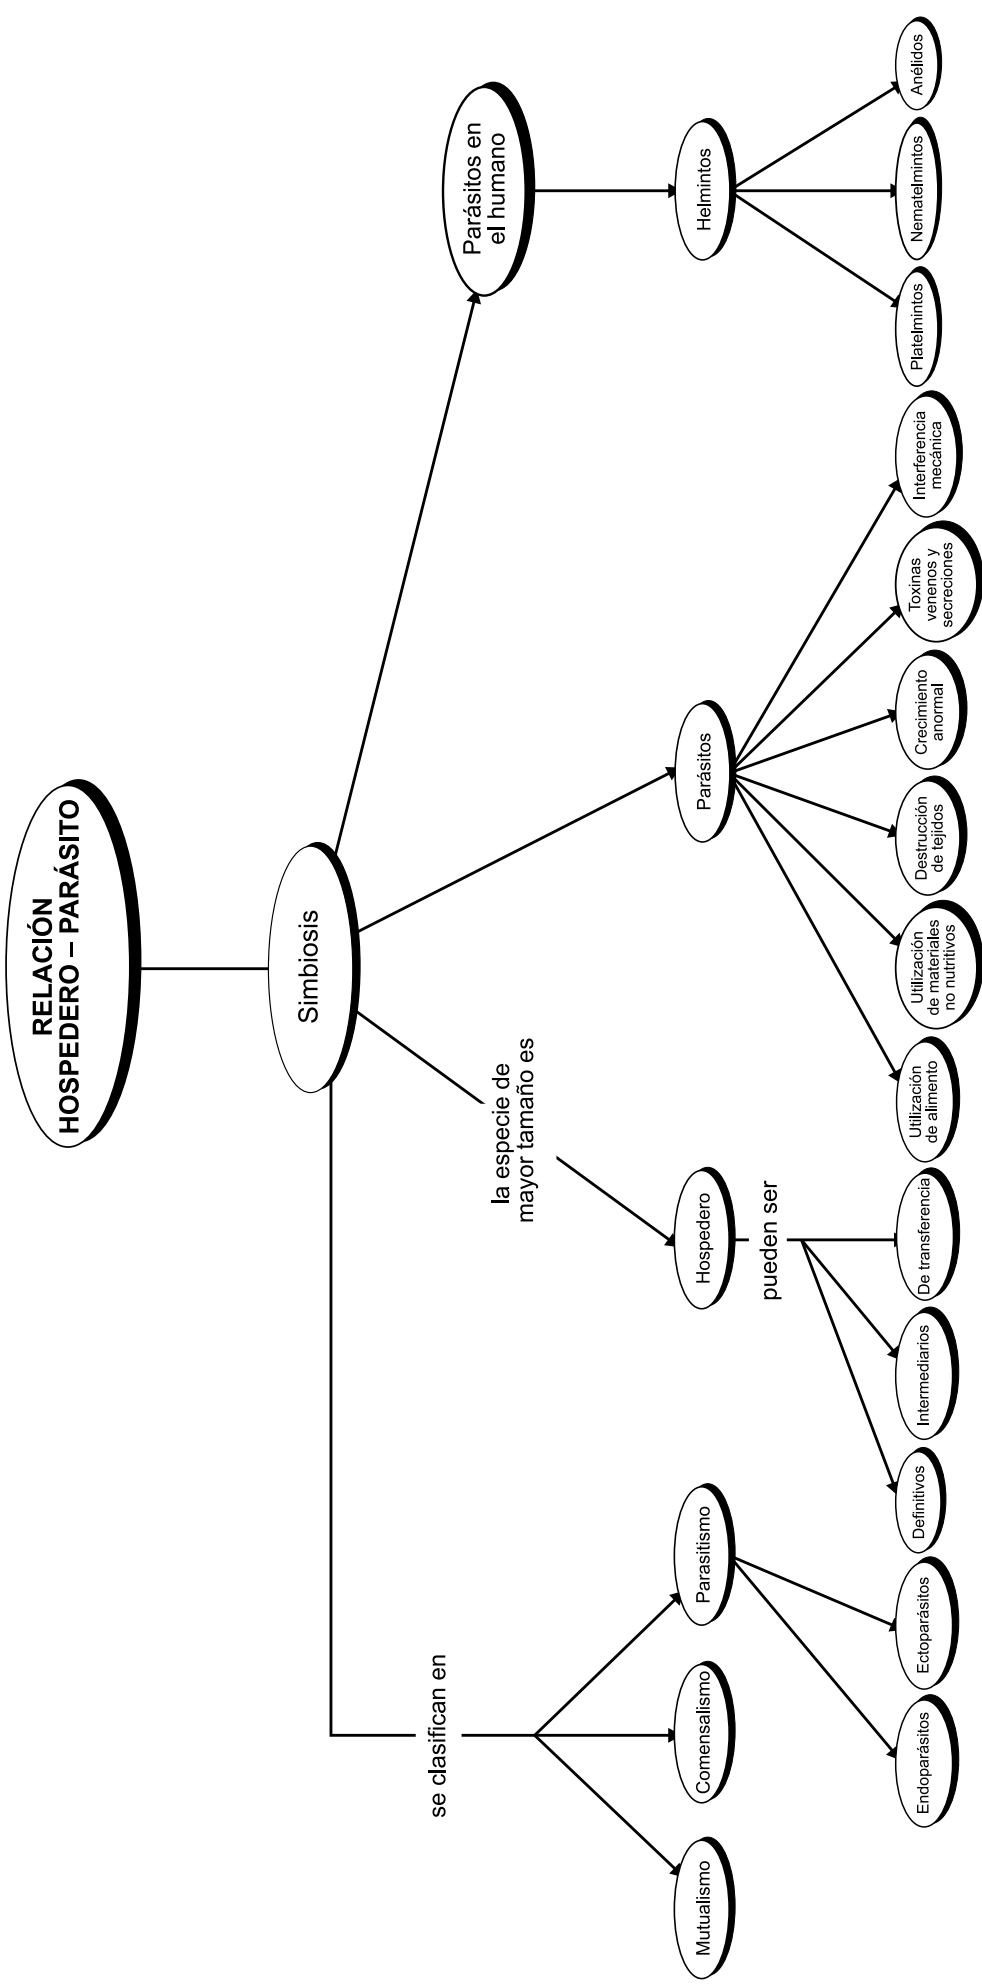 RELACIÓN
HOSPEDERO – PARÁSITO
Simbiosis
Parásitos en
el humano
la especie de
mayor tamaño es
se clasifican en
Mutualismo
Comensalismo
Parasitismo
Hospedero
Parásitos
Helmintos
pueden ser
Endoparásitos
Ectoparásitos
Definitivos
Intermediarios
De transferencia
Utilización
de alimento
Utilización
de materiales
no nutritivos
Destrucción
de tejidos
Crecimiento
anormal
Toxinas
venenos y
secreciones
Interferencia
mecánica
Platelmintos
Nematelmintos
Anélidos